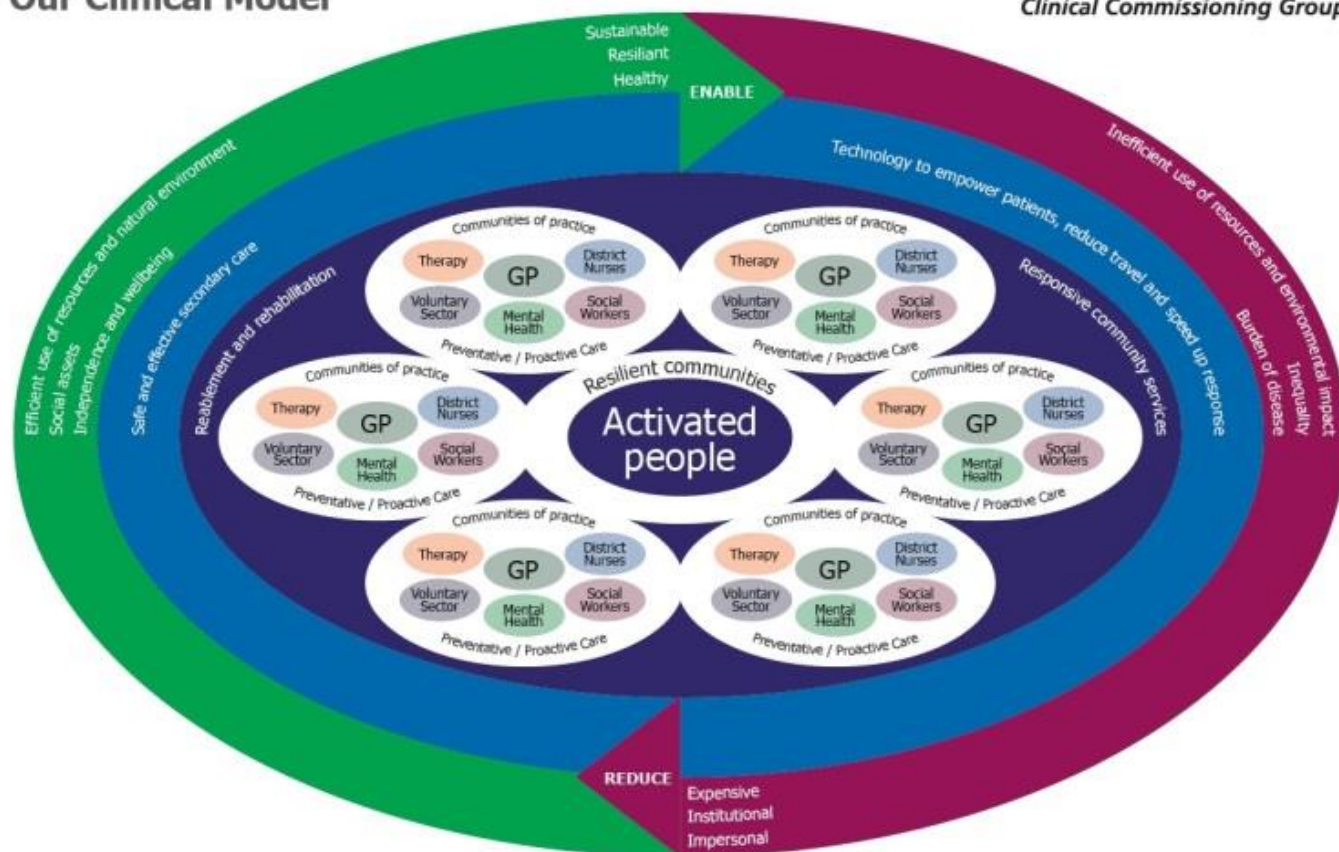 Our Clinical Model
Clinical Commissioning Group
Sustainable
Resiliant
Healthy
ENABLE
Efficient use of resources and natural environment
Social assets
Independence and wellbeing
Safe and effective secondary care
Reablement and rehabilitation
Technology to empower patients, reduce travel and speed up response
Responsive community services
Inefficient use of resources and environmental impact
Inequality
Burden of disease
Communities of practice
Therapy
GP
District
Nurses
Voluntary
Sector
Mental
Health
Social
Workers
Preventative / Proactive Care
Communities of practice
Therapy
GP
District
Nurses
Voluntary
Sector
Mental
Health
Social
Workers
Preventative / Proactive Care
Communities of practice
Therapy
GP
District
Nurses
Voluntary
Sector
Mental
Health
Social
Workers
Preventative / Proactive Care
Resilient communities
Activated
people
Communities of practice
Therapy
GP
District
Nurses
Voluntary
Sector
Mental
Health
Social
Workers
Preventative / Proactive Care
Communities of practice
Therapy
GP
District
Nurses
Voluntary
Sector
Mental
Health
Social
Workers
Preventative / Proactive Care
Communities of practice
Therapy
GP
District
Nurses
Voluntary
Sector
Mental
Health
Social
Workers
Preventative / Proactive Care
REDUCE
Expensive
Institutional
Impersonal